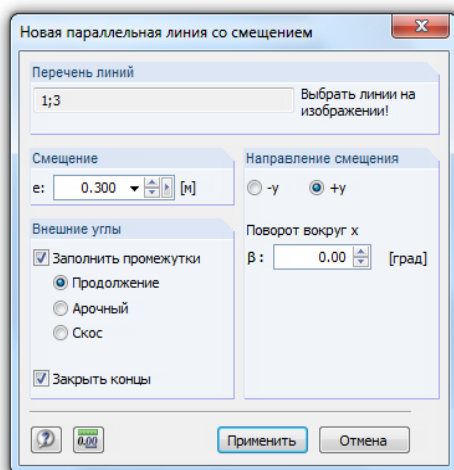 Новая параллельная линия со смещением
Перечень линий
1;3
Выбрать линии на
изображении!
Смещение
e: 0.300 [м]
Направление смещения
-y +y
Внешние углы
Заполнить промежутки
Продолжение
Арочный
Скос
Закрыть концы
Поворот вокруг x
β : 0.00 [град]
0.00
Применить
Отмена